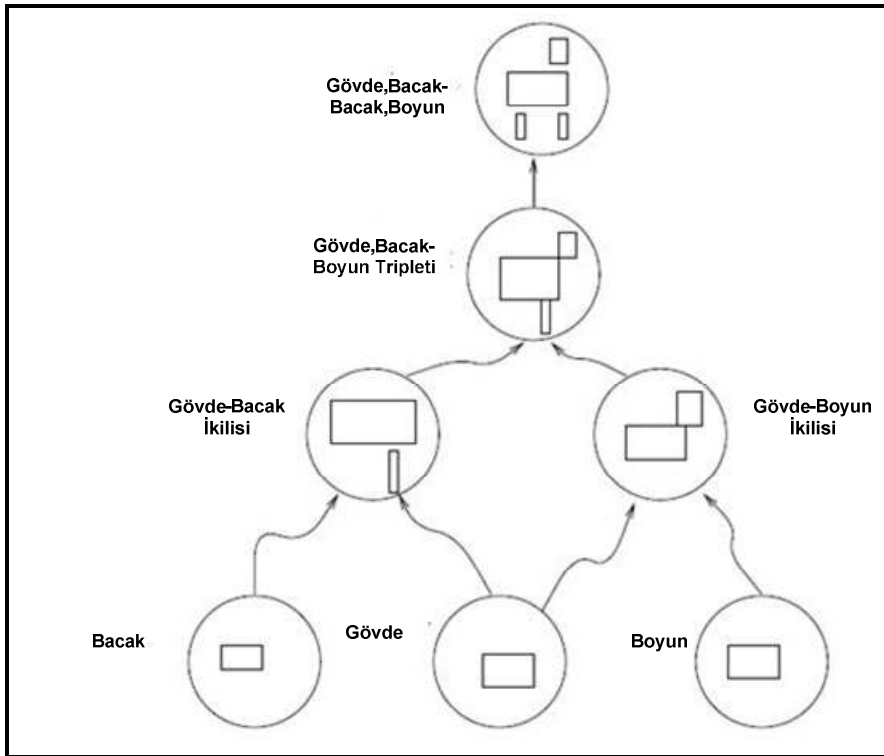 Gövde,Bacak-
Bacak,Boyun
Gövde,Bacak-
Boyun Tripleti
Gövde-Bacak
İkilisi
Gövde-Boyun
İkilisi
Bacak
Gövde
Boyun